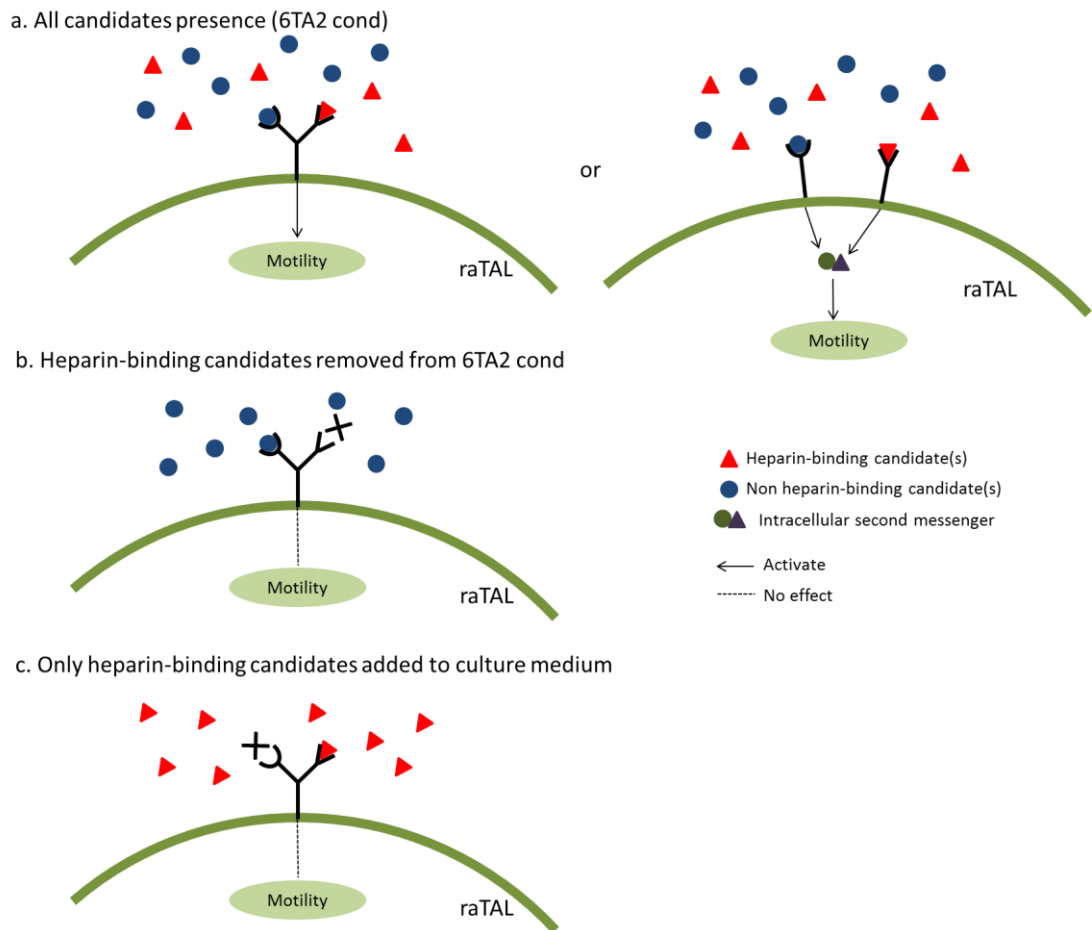 a. All candidates presence (6TA2 cond)
or
Motility
raTAL
raTAL
Motility
b. Heparin-binding candidates removed from 6TA2 cond
Motility
raTAL
Heparin-binding candidate(s)
Non heparin-binding candidate(s)
Intracellular second messenger
Activate
No effect
c. Only heparin-binding candidates added to culture medium
Motility
raTAL